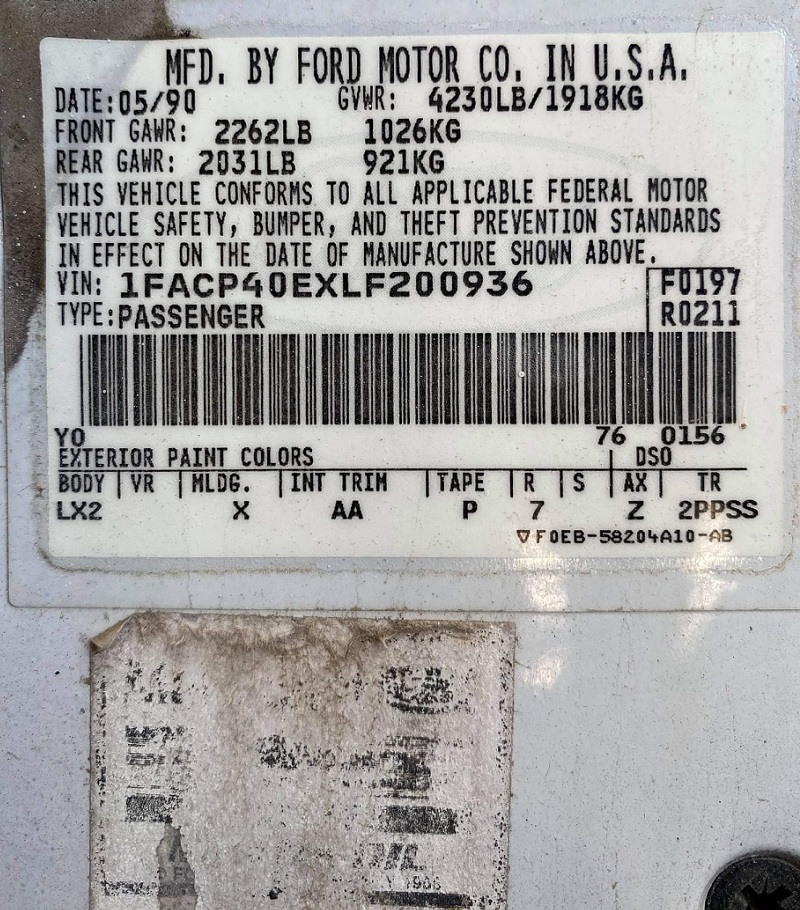 MFD. BY FORD MOTOR CO. IN U.S.A.
DATE:05/90 GVWR: 4230LB/1918KG
FRONT GAWR: 2262LB 1026KG
REAR GAWR: 2031LB 921KG
THIS VEHICLE CONFORMS TO ALL APPLICABLE FEDERAL MOTOR
VEHICLE SAFETY, BUMPER, AND THEFT PREVENTION STANDARDS
IN EFFECT ON THE DATE OF MANUFACTURE SHOWN ABOVE.
VIN: 1FACP40EXLF200936 F0197
TYPE:PASSENGER R0211
YO 76 0156
EXTERIOR PAINT COLORS DSO
BODY VR MLDG. INT TRIM TAPE R S AX TR
LX2 X AA P 7 Z 2PPSS
F0EB-58204A10-AB